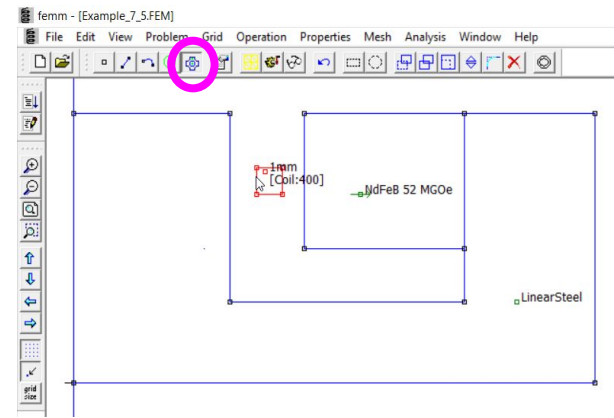 femm - [Example_7_5.FEM]
File Edit View Problem Grid Operation Properties Mesh Analysis Window Help
1mm
[Coil:400]
NdFeB 52 MGOe
LinearSteel
grid
size